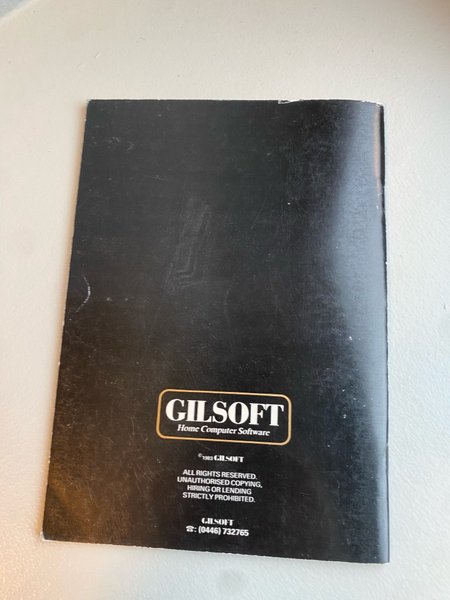 GILSOFT
Home Computer Software
©1983 GILSOFT
ALL RIGHTS RESERVED.
UNAUTHORISED COPYING,
HIRING OR LENDING
STRICTLY PROHIBITED.
GILSOFT
☎: (0446) 732765